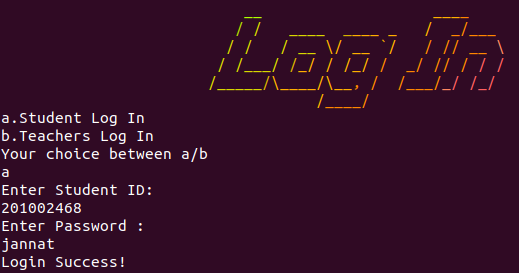 Log In
a.Student Log In
b.Teachers Log In
Your choice between a/b
a
Enter Student ID:
201002468
Enter Password :
jannat
Login Success!